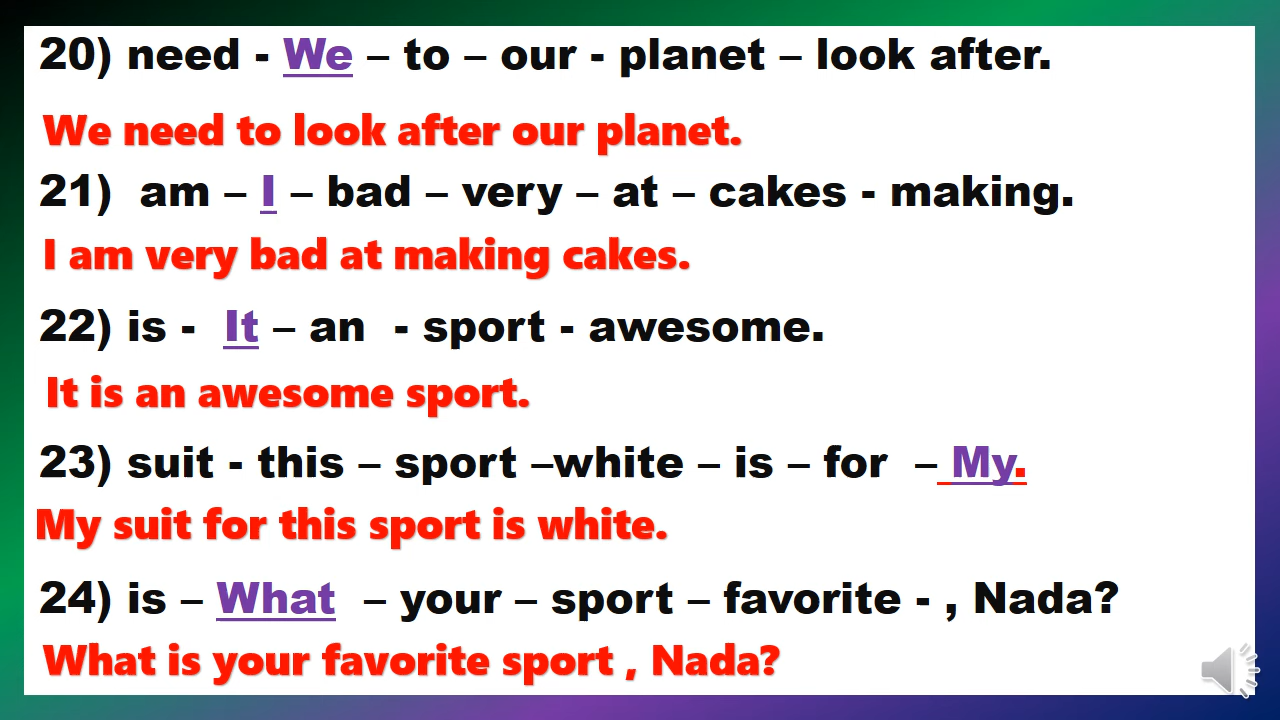 20) need - We – to – our - planet – look after.
We need to look after our planet.
21) am – I – bad – very – at – cakes - making.
I am very bad at making cakes.
22) is - It – an - sport - awesome.
It is an awesome sport.
23) suit - this – sport –white – is – for – My.
My suit for this sport is white.
24) is – What – your – sport – favorite - , Nada?
What is your favorite sport , Nada?